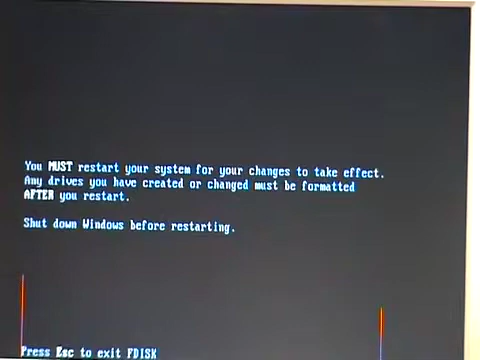 You MUST restart your system for your changes to take effect.
Any drives you have created or changed must be formatted
AFTER you restart.
Shut down Windows before restarting.
Press Esc to exit FDISK